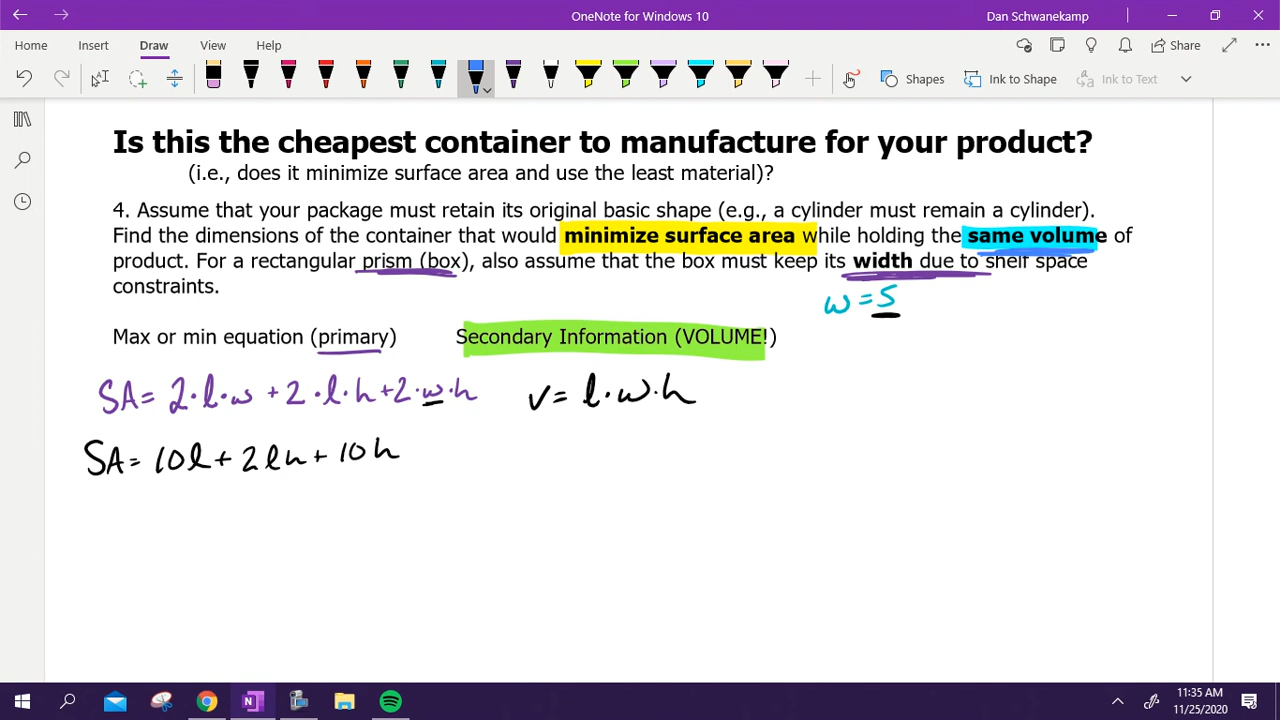 OneNote for Windows 10
Dan Schwanekamp
Home Insert Draw View Help
Share
Shapes Ink to Shape Ink to Text
Is this the cheapest container to manufacture for your product?
(i.e., does it minimize surface area and use the least material)?
4. Assume that your package must retain its original basic shape (e.g., a cylinder must remain a cylinder).
Find the dimensions of the container that would minimize surface area while holding the same volume of
product. For a rectangular prism (box), also assume that the box must keep its width due to shelf space
constraints.
w = 5
Max or min equation (primary) Secondary Information (VOLUME!)
SA = 2·l·w + 2·l·h + 2·w·h
V = l·w·h
SA = 10l + 2lh + 10h
11:35 AM
11/25/2020